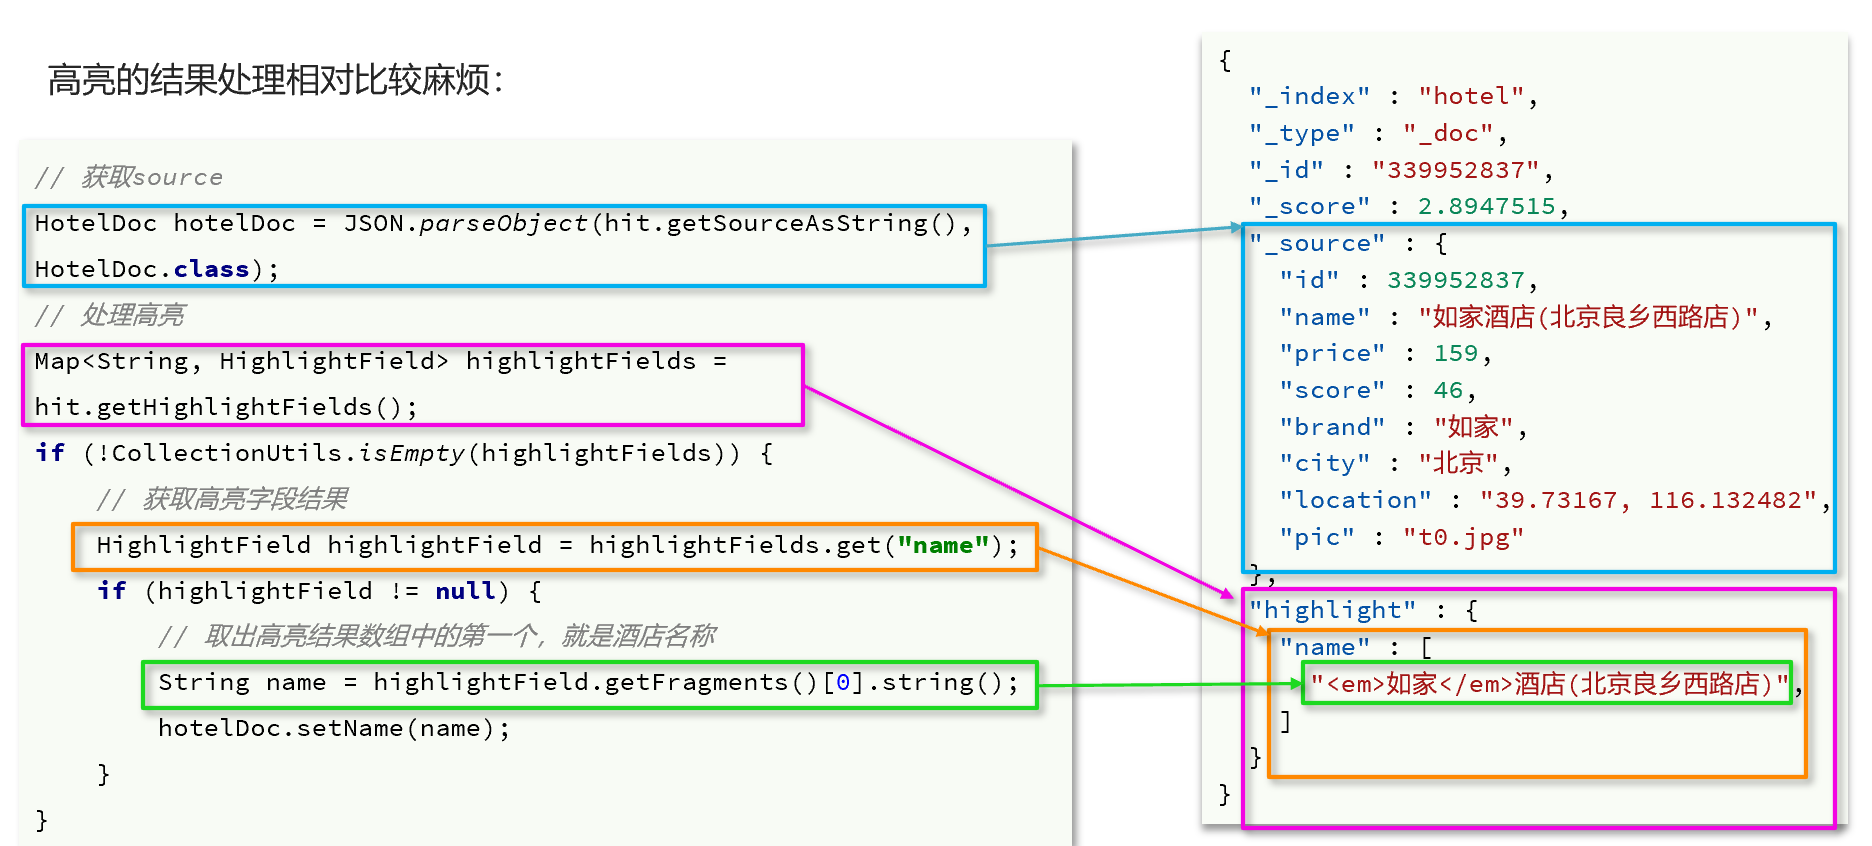 高亮的结果处理相对比较麻烦：
// 获取source
HotelDoc hotelDoc = JSON.parseObject(hit.getSourceAsString(),
HotelDoc.class);
// 处理高亮
Map<String, HighlightField> highlightFields =
hit.getHighlightFields();
if (!CollectionUtils.isEmpty(highlightFields)) {
    // 获取高亮字段结果
    HighlightField highlightField = highlightFields.get("name");
    if (highlightField != null) {
        // 取出高亮结果数组中的第一个，就是酒店名称
        String name = highlightField.getFragments()[0].string();
        hotelDoc.setName(name);
    }
}
{
  "_index" : "hotel",
  "_type" : "_doc",
  "_id" : "339952837",
  "_score" : 2.8947515,
  "_source" : {
    "id" : 339952837,
    "name" : "如家酒店(北京良乡西路店)",
    "price" : 159,
    "score" : 46,
    "brand" : "如家",
    "city" : "北京",
    "location" : "39.73167, 116.132482",
    "pic" : "t0.jpg"
  },
  "highlight" : {
    "name" : [
      "<em>如家</em>酒店(北京良乡西路店)",
    ]
  }
}